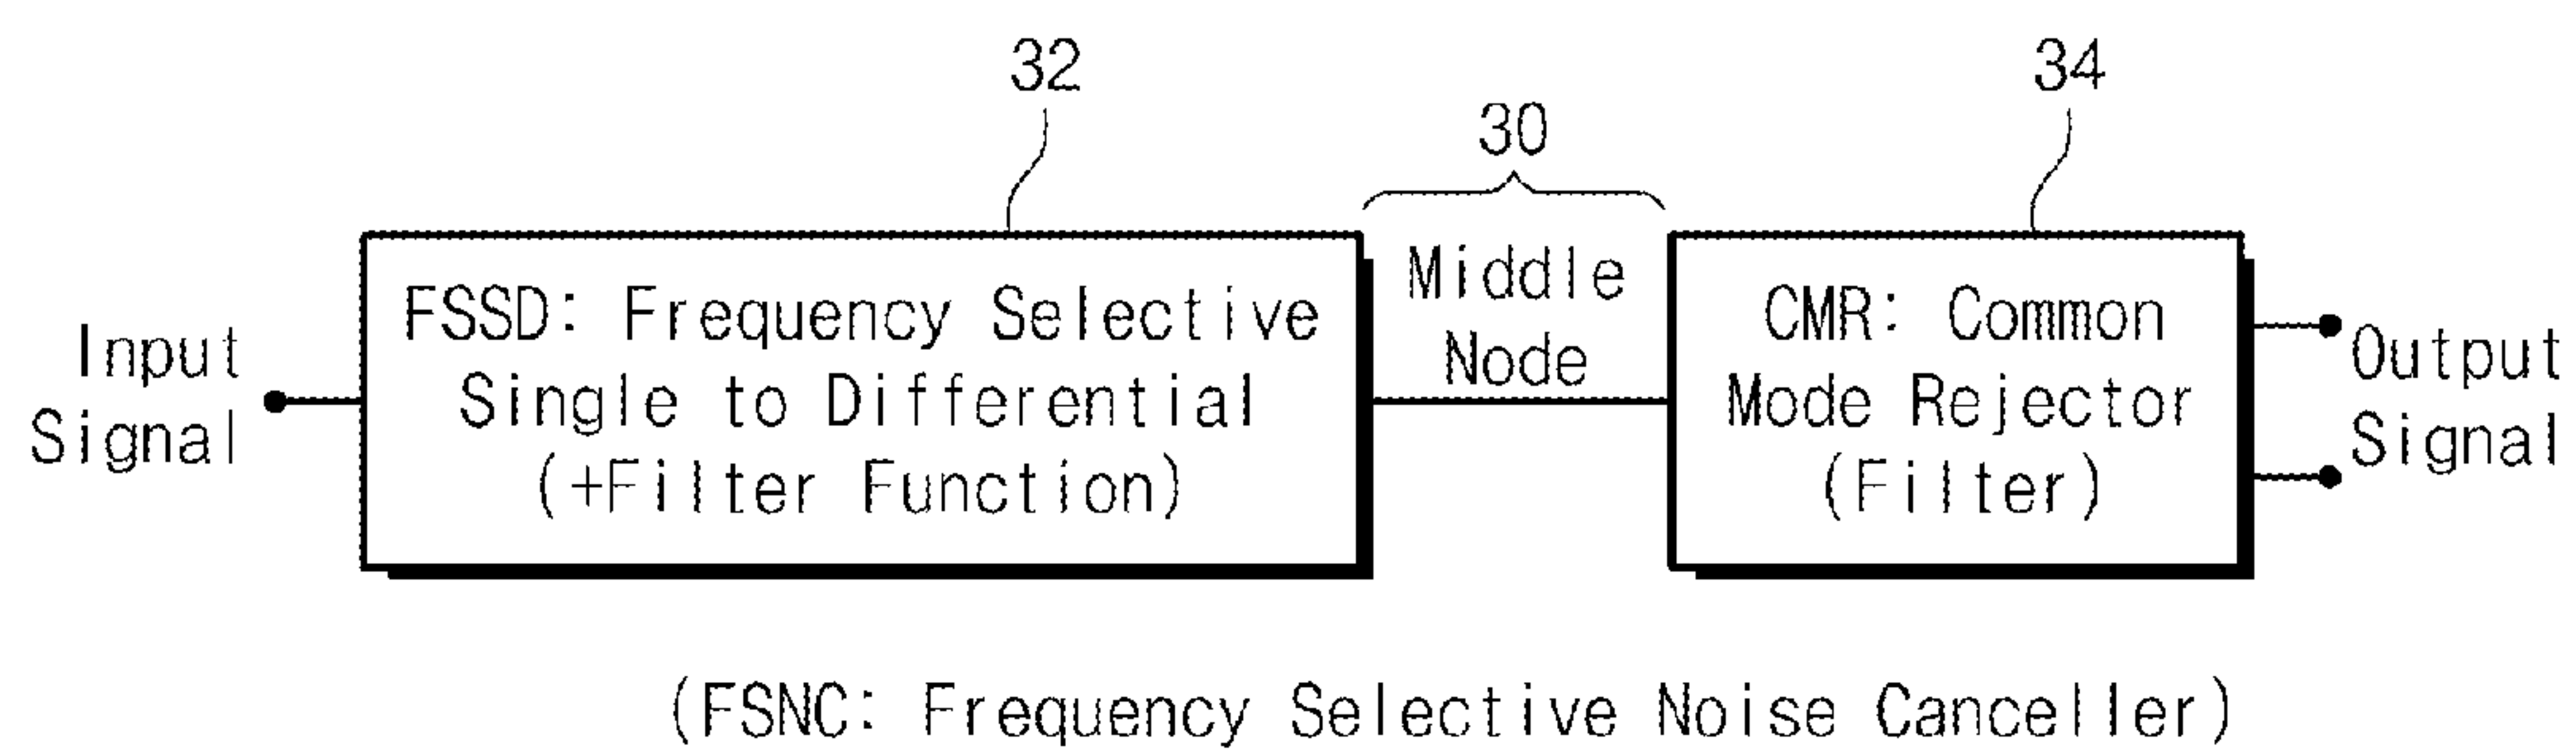 32
34
30
Input
Signal
FSSD: Frequency Selective
Single to Differential
(+Filter Function)
Middle
Node
CMR: Common
Mode Rejector
(Filter)
Output
Signal
(FSNC: Frequency Selective Noise Canceller)